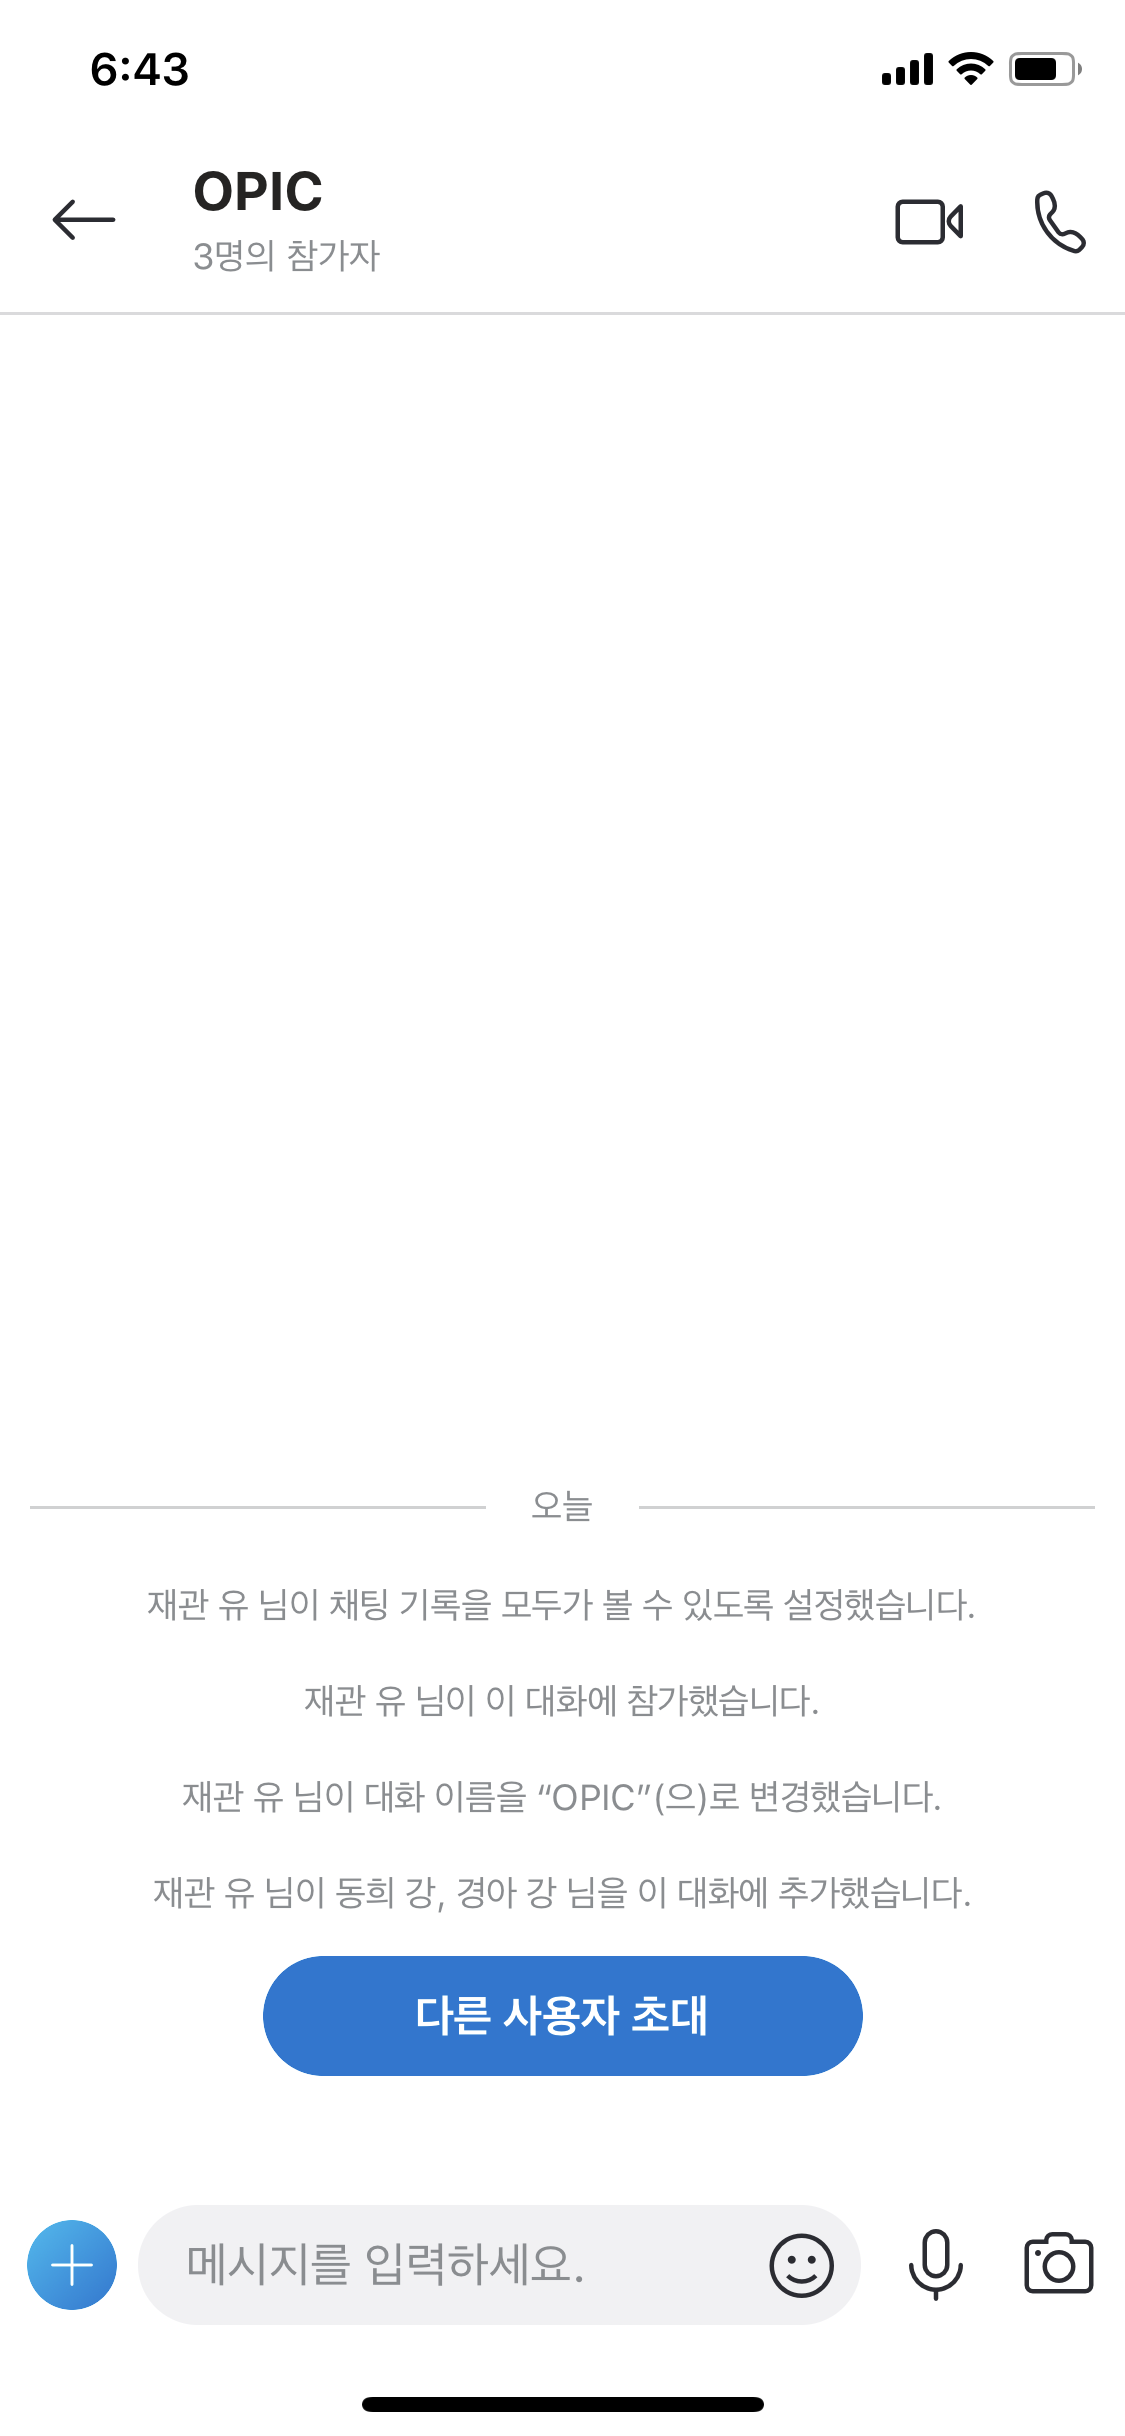 6:43
OPIC
3명의 참가자
오늘
재관 유 님이 채팅 기록을 모두가 볼 수 있도록 설정했습니다.
재관 유 님이 이 대화에 참가했습니다.
재관 유 님이 대화 이름을 “OPIC”(으)로 변경했습니다.
재관 유 님이 동희 강, 경아 강 님을 이 대화에 추가했습니다.
다른 사용자 초대
메시지를 입력하세요.